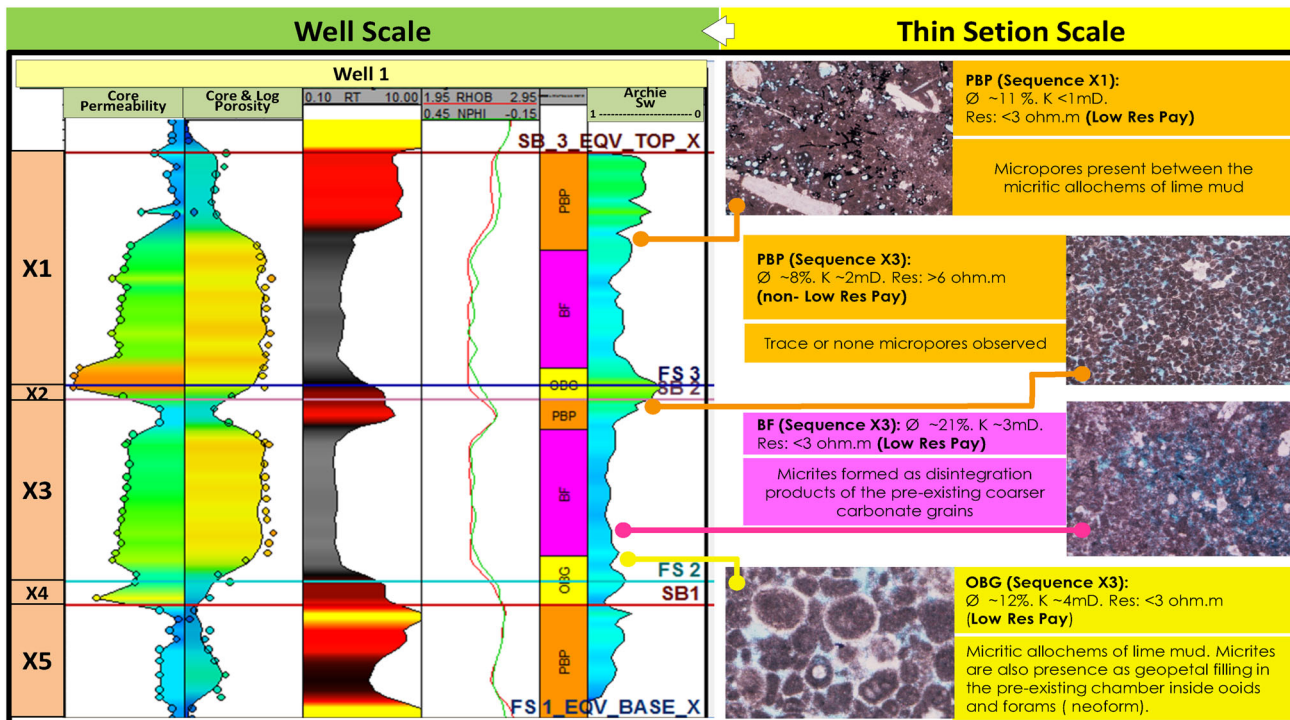 Well Scale
Thin Setion Scale
Well 1
Core
Permeability
Core & Log
Porosity
0.10 RT 10.00
1.95 RHOB 2.95
0.45 NPHI -0.15
Archie
Sw
1 ---------------------- 0
SB_3_EQV_TOP_X
X1
X2
X3
X4
X5
PBP
BF
OBG
PBP
BF
OBG
PBP
FS 3
SB 2
FS 2
SB1
FS 1_EQV_BASE_X
PBP (Sequence X1):
Ø ~11 %. K <1mD.
Res: <3 ohm.m (Low Res Pay)
Micropores present between the
micritic allochems of lime mud
PBP (Sequence X3):
Ø ~8%. K ~2mD. Res: >6 ohm.m
(non- Low Res Pay)
Trace or none micropores observed
BF (Sequence X3): Ø ~21%. K ~3mD.
Res: <3 ohm.m (Low Res Pay)
Micrites formed as disintegration
products of the pre-existing coarser
carbonate grains
OBG (Sequence X3):
Ø ~12%. K ~4mD. Res: <3 ohm.m
(Low Res Pay)
Micritic allochems of lime mud. Micrites
are also presence as geopetal filling in
the pre-existing chamber inside ooids
and forams ( neoform).